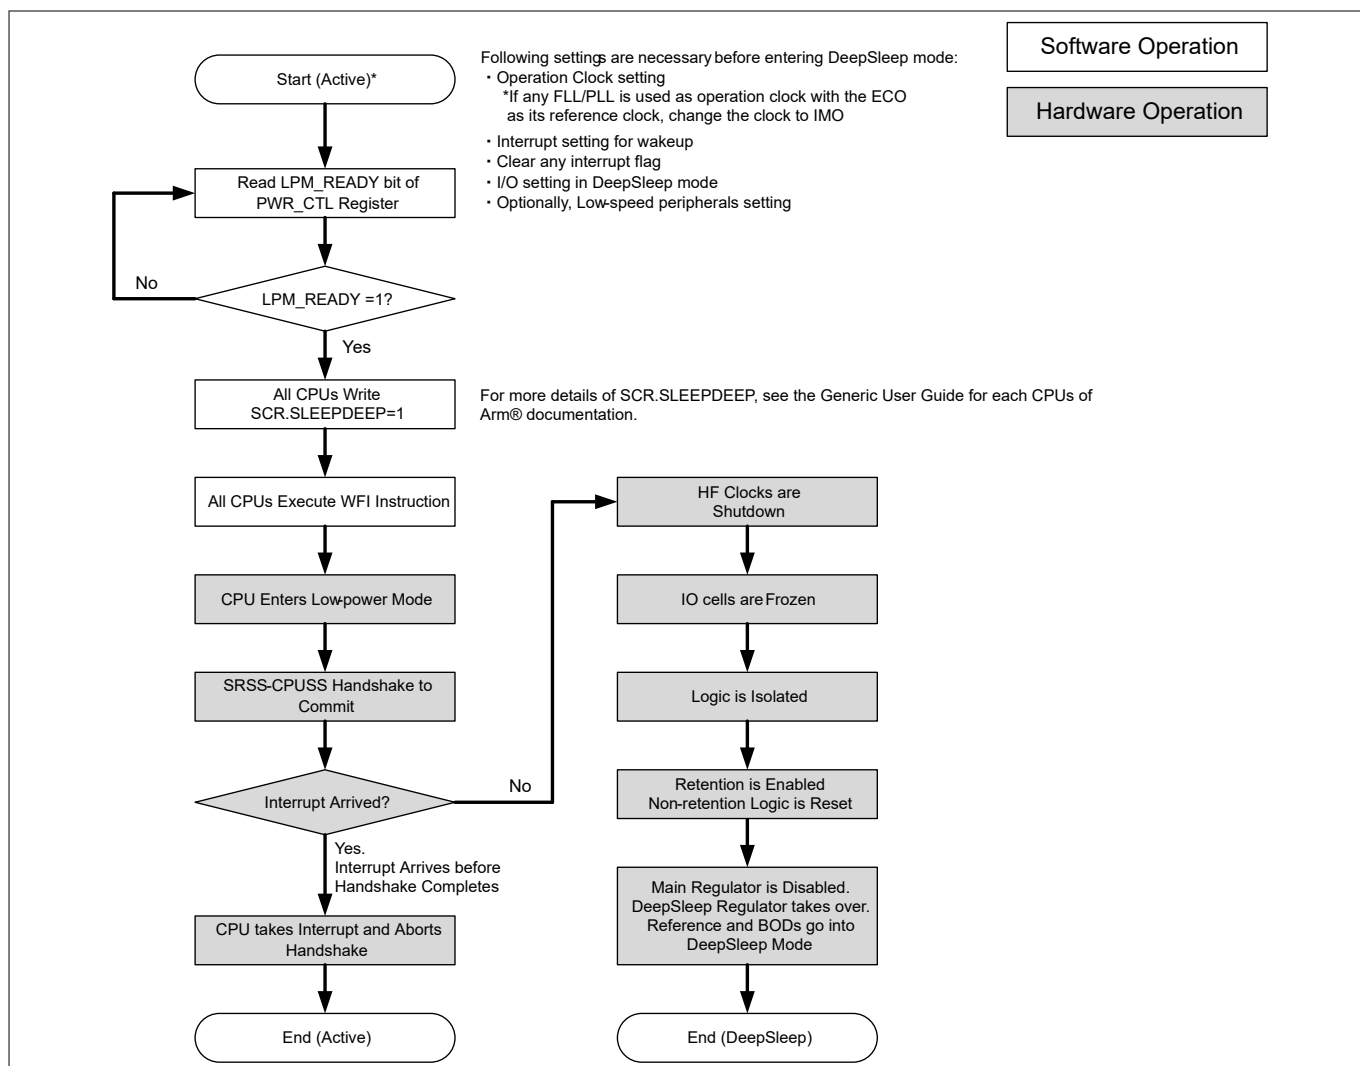 Software Operation
Hardware Operation
Start (Active)*
Following settings are necessary before entering DeepSleep mode:
・Operation Clock setting
*If any FLL/PLL is used as operation clock with the ECO
as its reference clock, change the clock to IMO
・Interrupt setting for wakeup
・Clear any interrupt flag
・I/O setting in DeepSleep mode
・Optionally, Low-speed peripherals setting
Read LPM_READY bit of
PWR_CTL Register
No
LPM_READY =1?
Yes
All CPUs Write
SCR.SLEEPDEEP=1
For more details of SCR.SLEEPDEEP, see the Generic User Guide for each CPUs of
Arm® documentation.
All CPUs Execute WFI Instruction
CPU Enters Low-power Mode
SRSS-CPUSS Handshake to
Commit
Interrupt Arrived?
No
Yes.
Interrupt Arrives before
Handshake Completes
CPU takes Interrupt and Aborts
Handshake
End (Active)
HF Clocks are
Shutdown
IO cells are Frozen
Logic is Isolated
Retention is Enabled
Non-retention Logic is Reset
Main Regulator is Disabled.
DeepSleep Regulator takes over.
Reference and BODs go into
DeepSleep Mode
End (DeepSleep)